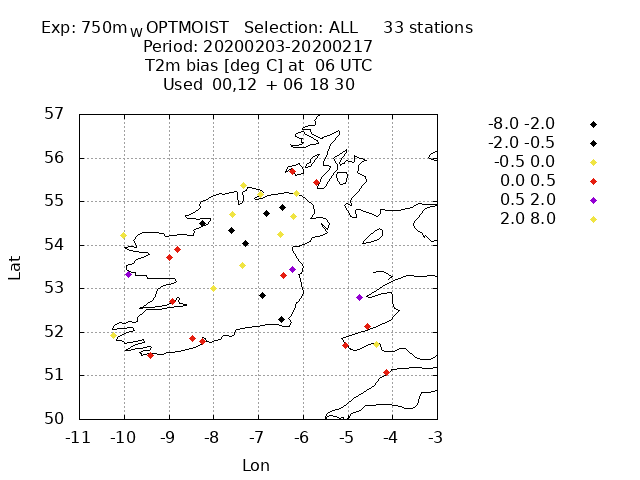 Exp: 750m_W OPTMOIST Selection: ALL 33 stations
Period: 20200203-20200217
T2m bias [deg C] at 06 UTC
Used 00,12 + 06 18 30
57
56
55
54
53
52
51
50
-11 -10 -9 -8 -7 -6 -5 -4 -3
Lat
Lon
-8.0 -2.0
-2.0 -0.5
-0.5 0.0
0.0 0.5
0.5 2.0
2.0 8.0